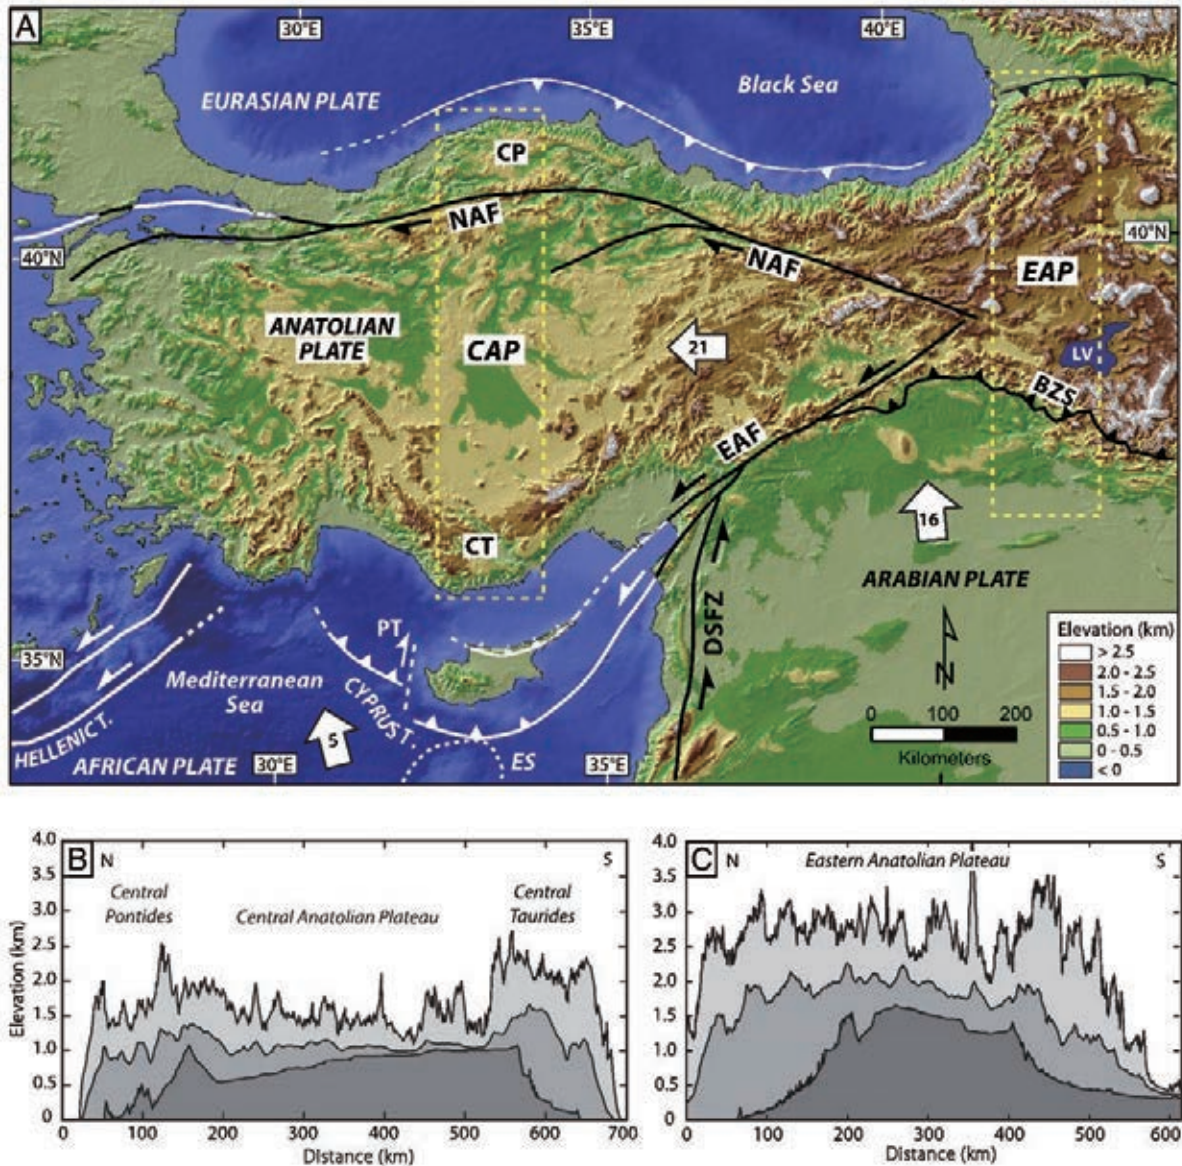 A
30°E
35°E
40°E
EURASIAN PLATE
Black Sea
CP
NAF
40°N
40°N
NAF
EAP
ANATOLIAN
PLATE
CAP
21
LV
BZS
EAF
CT
16
ARABIAN PLATE
DSFZ
PT
35°N
Mediterranean
Sea
CYPRUS T.
HELLENIC T.
5
ES
AFRICAN PLATE
30°E
35°E
N
0 100 200
Kilometers
Elevation (km)
> 2.5
2.0 - 2.5
1.5 - 2.0
1.0 - 1.5
0.5 - 1.0
0 - 0.5
< 0
B
N
S
Central
Pontides
Central Anatolian Plateau
Central
Taurides
Elevation (km)
4.0
3.5
3.0
2.5
2.0
1.5
1.0
0.5
0
0 100 200 300 400 500 600 700
Distance (km)
C
N
Eastern Anatolian Plateau
S
4.0
3.5
3.0
2.5
2.0
1.5
1.0
0.5
0
0 100 200 300 400 500 600
Distance (km)